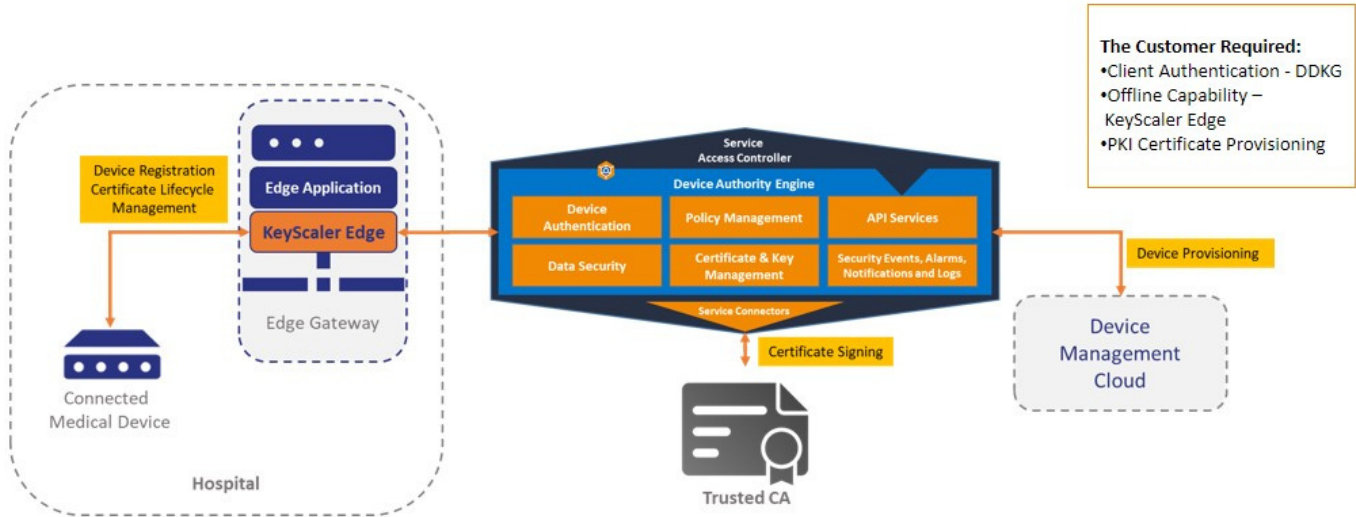 The Customer Required:
•Client Authentication - DDKG
•Offline Capability –
KeyScaler Edge
•PKI Certificate Provisioning
Device Registration
Certificate Lifecycle
Management
Edge Application
KeyScaler Edge
Edge Gateway
Connected
Medical Device
Hospital
Service
Access Controller
Device Authority Engine
Device
Authentication
Policy Management
API Services
Data Security
Certificate & Key
Management
Security Events, Alarms,
Notifications and Logs
Service Connectors
Certificate Signing
Trusted CA
Device Provisioning
Device
Management
Cloud